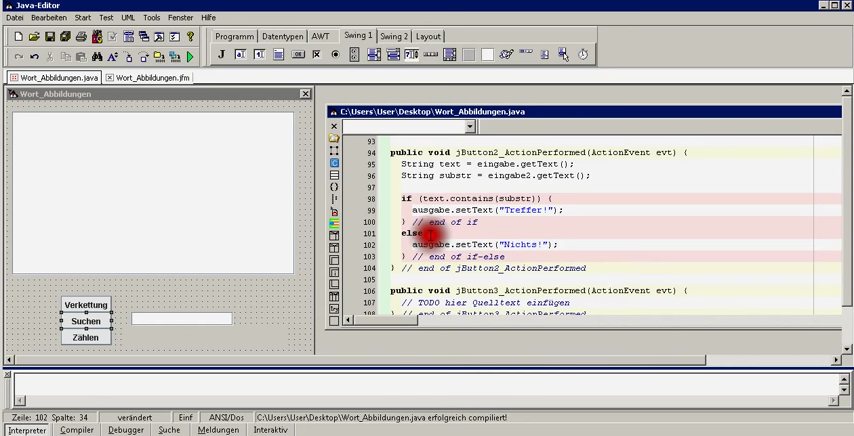 Java-Editor
Datei Bearbeiten Start Test UML Tools Fenster Hilfe
Programm Datentypen AWT Swing 1 Swing 2 Layout
Wort_Abbildungen.java Wort_Abbildungen.jfm
Wort_Abbildungen
C:\Users\User\Desktop\Wort_Abbildungen.java
93
94 public void jButton2_ActionPerformed(ActionEvent evt) {
95 String text = eingabe.getText();
96 String substr = eingabe2.getText();
97
98 if (text.contains(substr)) {
99 ausgabe.setText("Treffer!");
100 } // end of if
101 else
102 ausgabe.setText("Nichts!");
103 } // end of if-else
104 } // end of jButton2_ActionPerformed
106 public void jButton3_ActionPerformed(ActionEvent evt) {
107 // TODO hier Quelltext einfügen
108 } // end of jButton3_ActionPerformed
Verkettung
Suchen
Zählen
Zeile: 102 Spalte: 34 verändert Einf ANSI/Dos C:\Users\User\Desktop\Wort_Abbildungen.java erfolgreich compiliert!
Interpreter Compiler Debugger Suche Meldungen Interaktiv